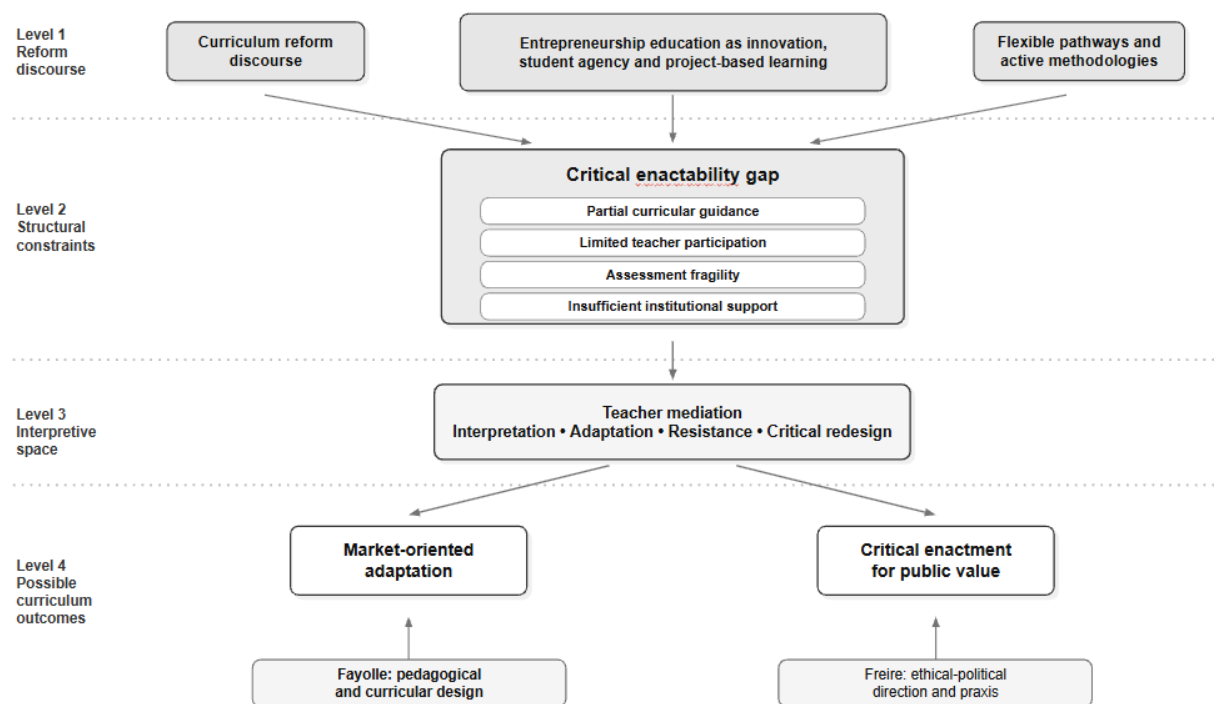 Level 1
Reform
discourse
Curriculum reform
discourse
Entrepreneurship education as innovation,
student agency and project-based learning
Flexible pathways and
active methodologies
Level 2
Structural
constraints
Critical enactability gap
Partial curricular guidance
Limited teacher participation
Assessment fragility
Insufficient institutional support
Level 3
Interpretive
space
Teacher mediation
Interpretation • Adaptation • Resistance • Critical redesign
Level 4
Possible
curriculum
outcomes
Market-oriented
adaptation
Critical enactment
for public value
Fayolle: pedagogical
and curricular design
Freire: ethical-political
direction and praxis